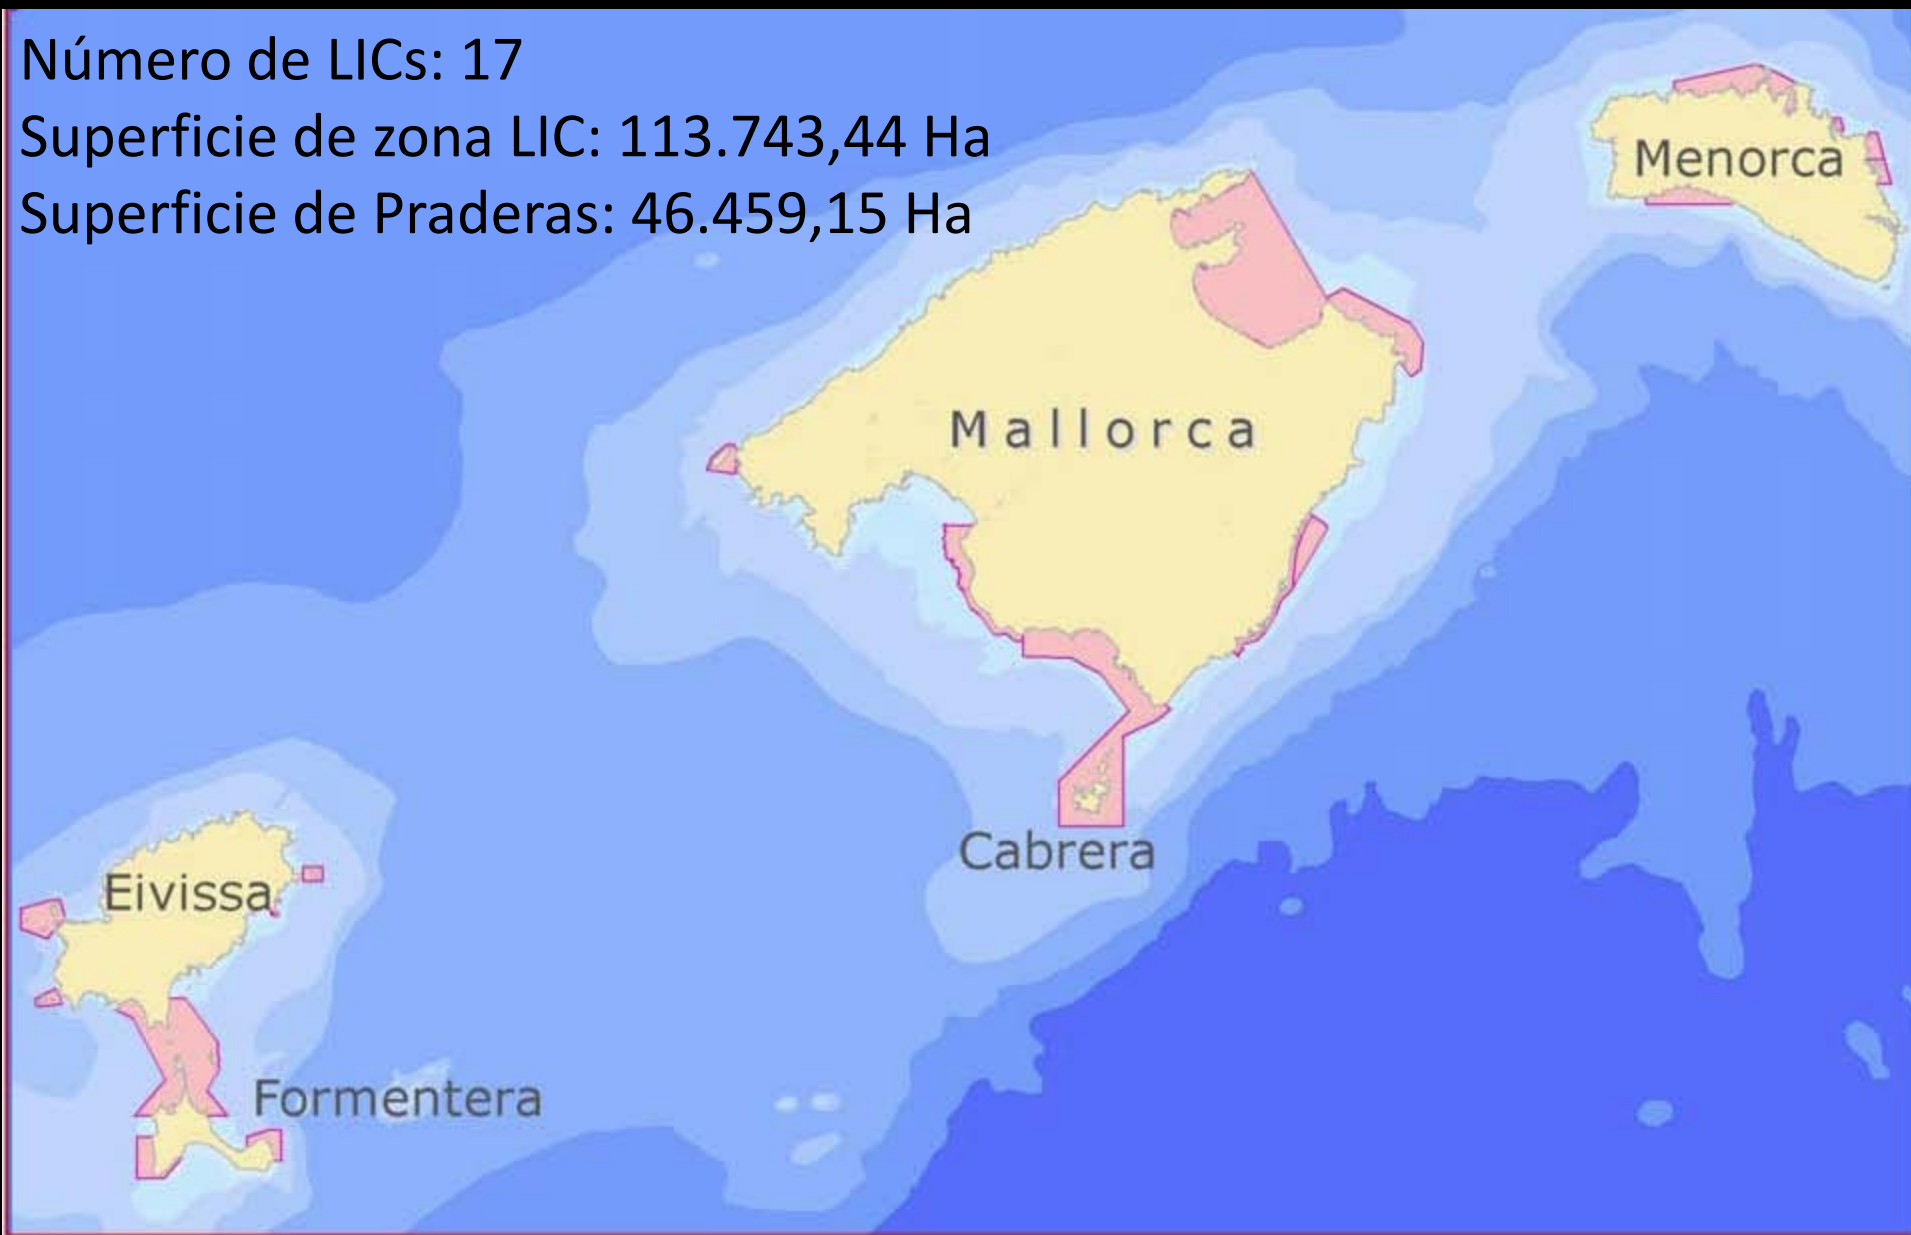 Número de LICs: 17
Superficie de zona LIC: 113.743,44 Ha
Superficie de Praderas: 46.459,15 Ha
Menorca
Mallorca
Cabrera
Eivissa
Formentera